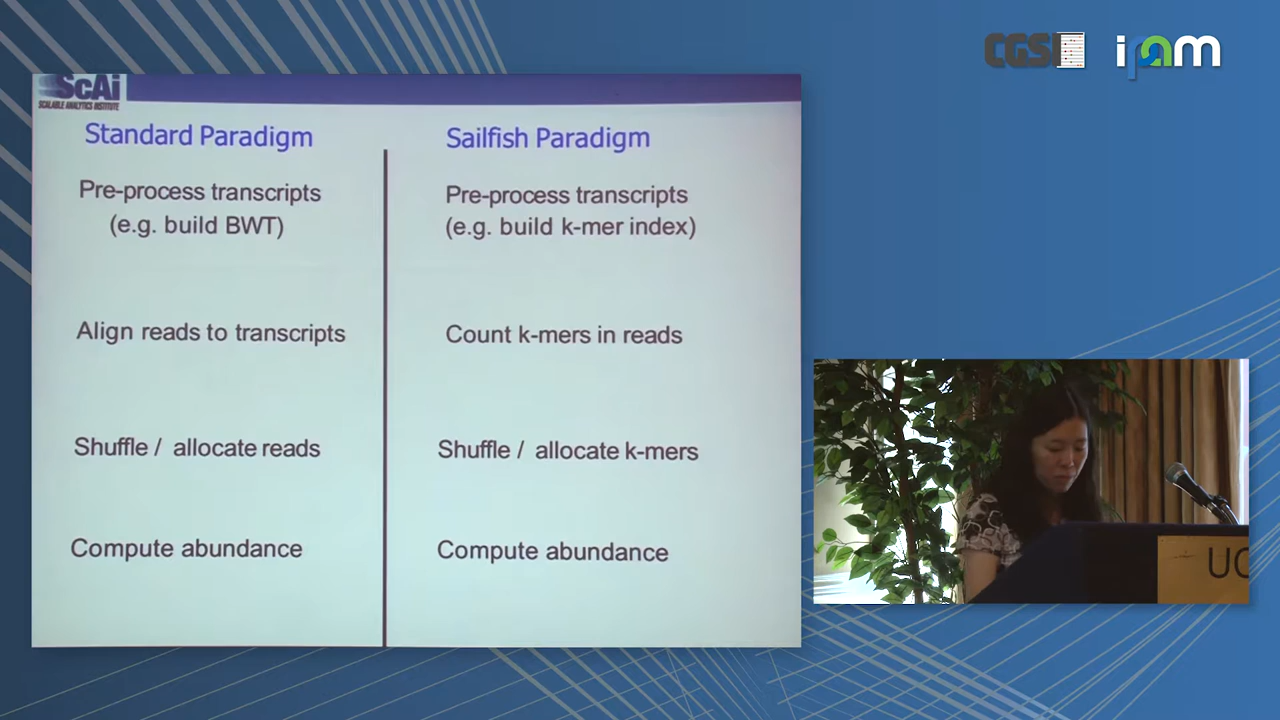 CGSI
ipam
ScAi
SCALABLE ANALYTICS INSTITUTE
Standard Paradigm
Pre-process transcripts
(e.g. build BWT)
Align reads to transcripts
Shuffle / allocate reads
Compute abundance
Sailfish Paradigm
Pre-process transcripts
(e.g. build k-mer index)
Count k-mers in reads
Shuffle / allocate k-mers
Compute abundance
UC